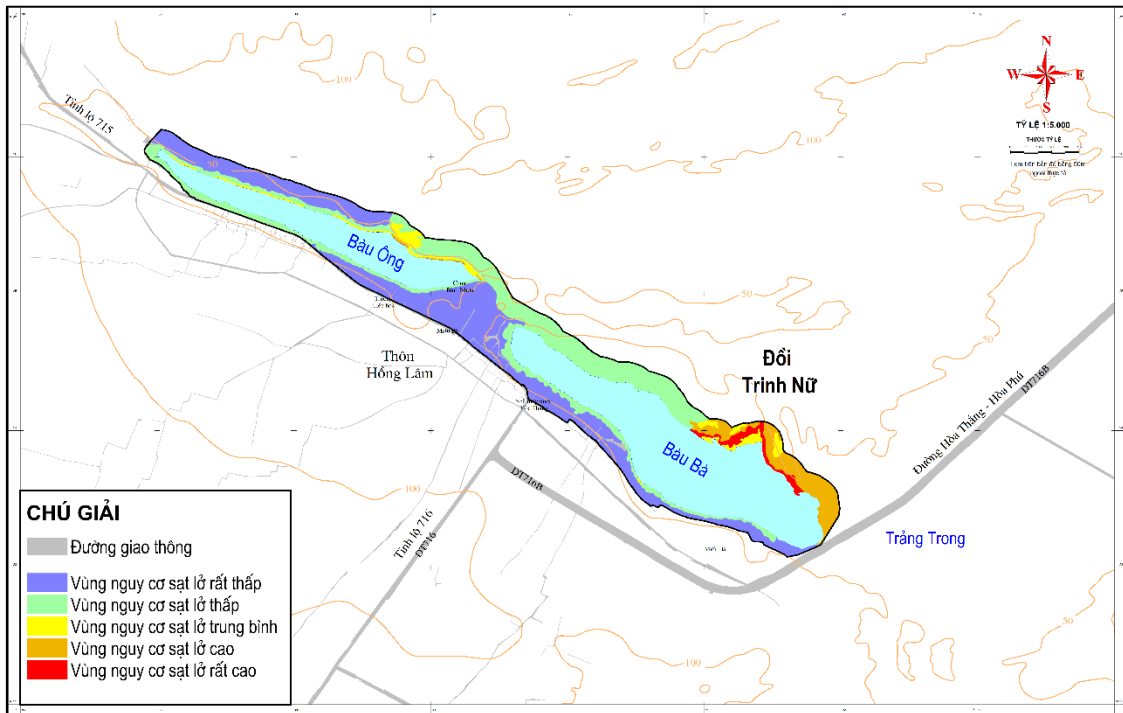 N
W E
S
TỶ LỆ 1:5.000
THƯỚC TỶ LỆ
100
100
Tỉnh lộ 715
50
Bàu Ông
50
50
Thôn
Hồng Lâm
Đồi
Trinh Nữ
Đường Hòa Thắng - Hòa Phú
DT716B
Bàu Bà
DT716B
100
Tỉnh lộ 716
DT716
Trảng Trong
50
100
CHÚ GIẢI
Đường giao thông
Vùng nguy cơ sạt lở rất thấp
Vùng nguy cơ sạt lở thấp
Vùng nguy cơ sạt lở trung bình
Vùng nguy cơ sạt lở cao
Vùng nguy cơ sạt lở rất cao